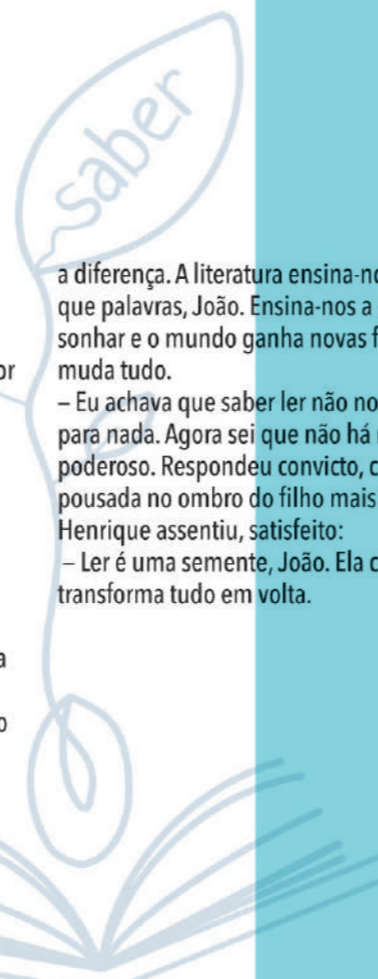 saber
a diferença. A literatura ensina-n
que palavras, João. Ensina-nos a
sonhar e o mundo ganha novas
or
muda tudo.
– Eu achava que saber ler não
para nada. Agora sei que não há
poderoso. Respondeu convicto,
pousada no ombro do filho mais
Henrique assentiu, satisfeito:
– Ler é uma semente, João. Ela
transforma tudo em volta.
a
o